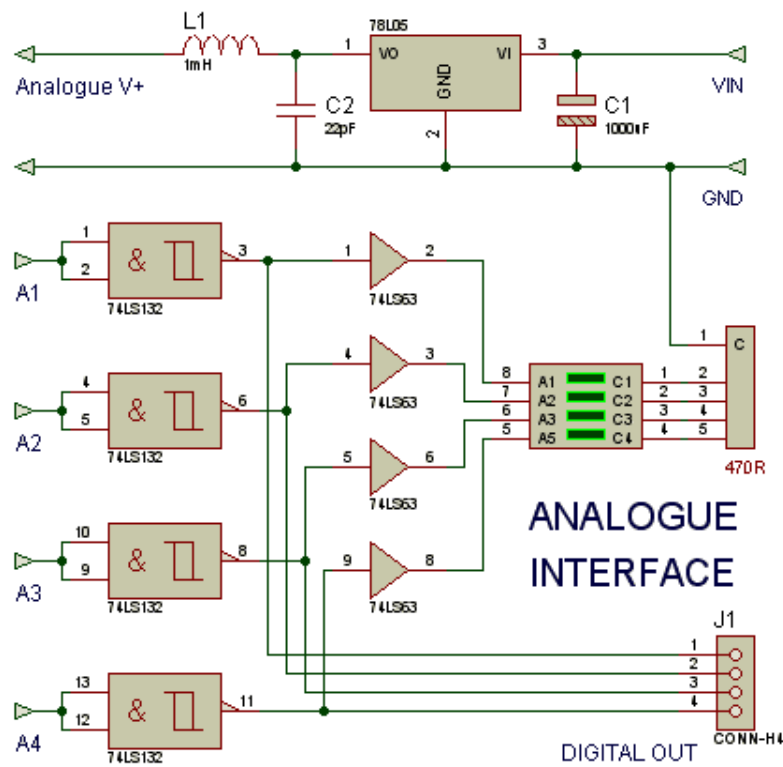 L1
1mH
Analogue V+
C2
22pF
78L05
1
VO
VI
3
GND
2
C1
1000uF
VIN
GND
A1
1
2
&
3
74LS132
1
2
74LS63
A2
4
5
&
6
74LS132
4
3
74LS63
A3
10
9
&
8
74LS132
5
6
74LS63
A4
13
12
&
11
74LS132
9
8
74LS63
8 A1 C1 1 2
7 A2 C2 2 3
6 A3 C3 3 4
5 A5 C4 4 5
1 C
470R
ANALOGUE
INTERFACE
J1
1
2
3
4
CONN-H4
DIGITAL OUT